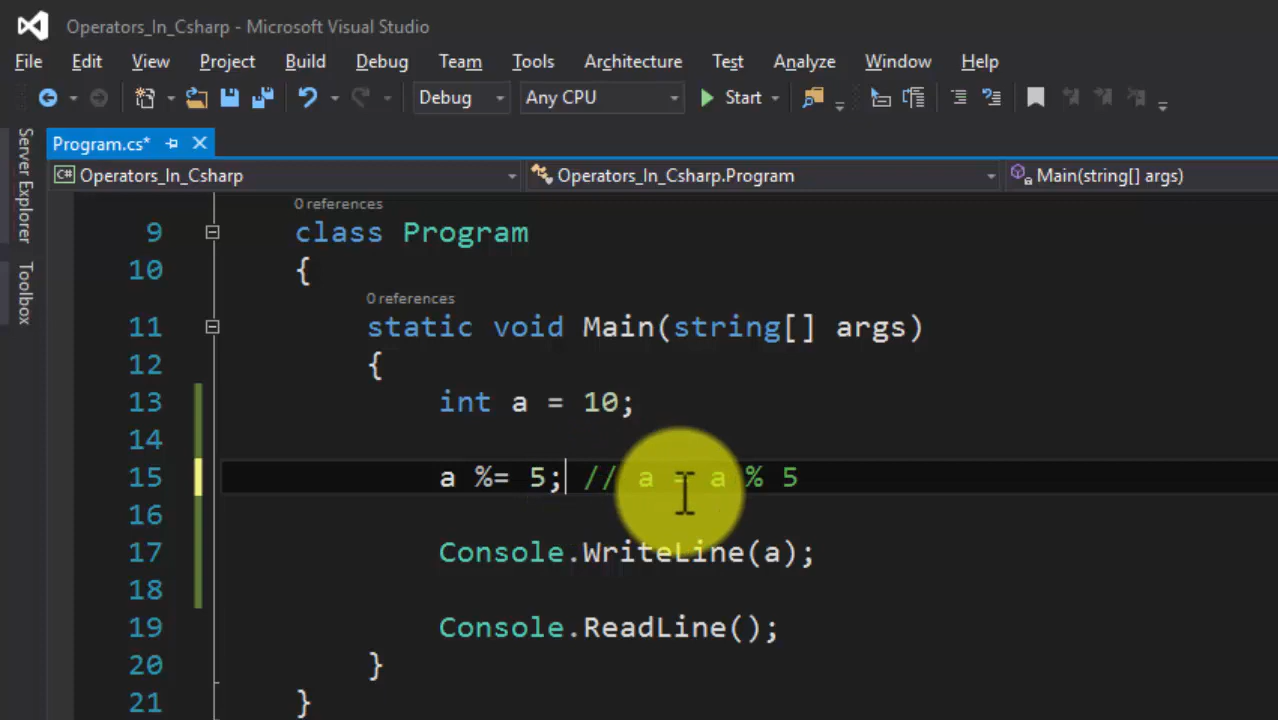 Operators_In_Csharp - Microsoft Visual Studio
File Edit View Project Build Debug Team Tools Architecture Test Analyze Window Help
Debug Any CPU Start
Program.cs*
C# Operators_In_Csharp Operators_In_Csharp.Program Main(string[] args)
Server Explorer
Toolbox
0 references
9 class Program
10 {
0 references
11 static void Main(string[] args)
12 {
13 int a = 10;
14
15 a %= 5; // a = a % 5
16
17 Console.WriteLine(a);
18
19 Console.ReadLine();
20 }
21 }